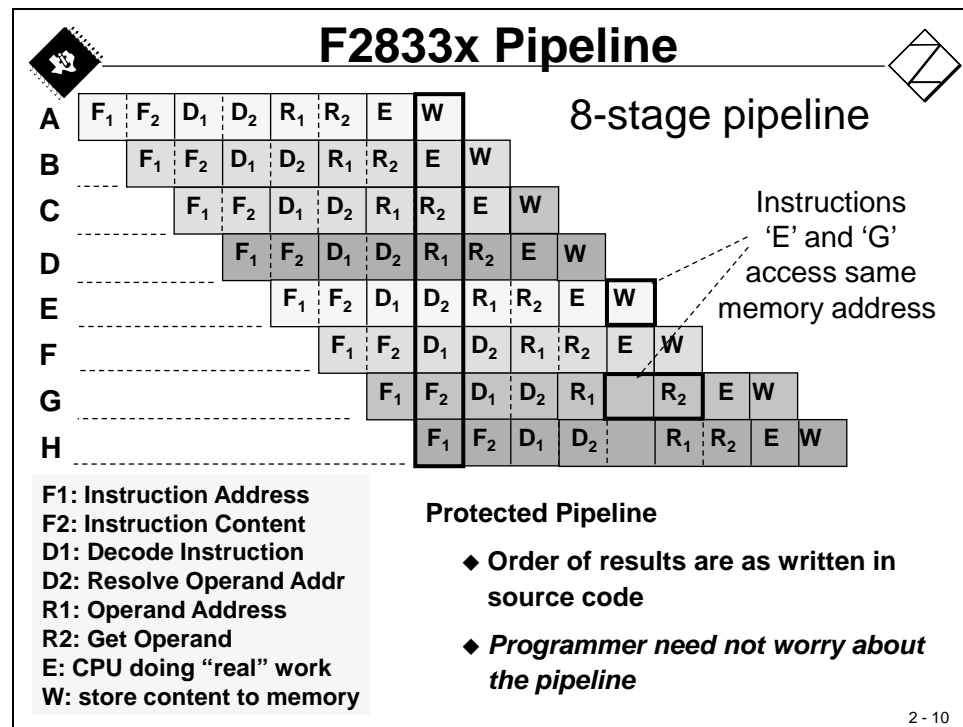 F2833x Pipeline
8-stage pipeline
A F₁ F₂ D₁ D₂ R₁ R₂ E W
B F₁ F₂ D₁ D₂ R₁ R₂ E W
C F₁ F₂ D₁ D₂ R₁ R₂ E W
D F₁ F₂ D₁ D₂ R₁ R₂ E W
E F₁ F₂ D₁ D₂ R₁ R₂ E W
F F₁ F₂ D₁ D₂ R₁ R₂ E W
G F₁ F₂ D₁ D₂ R₁ R₂ E W
H F₁ F₂ D₁ D₂ R₁ R₂ E W
Instructions
‘E’ and ‘G’
access same
memory address
F1: Instruction Address
F2: Instruction Content
D1: Decode Instruction
D2: Resolve Operand Addr
R1: Operand Address
R2: Get Operand
E: CPU doing “real” work
W: store content to memory
Protected Pipeline
◆ Order of results are as written in
source code
◆ Programmer need not worry about
the pipeline
2 - 10